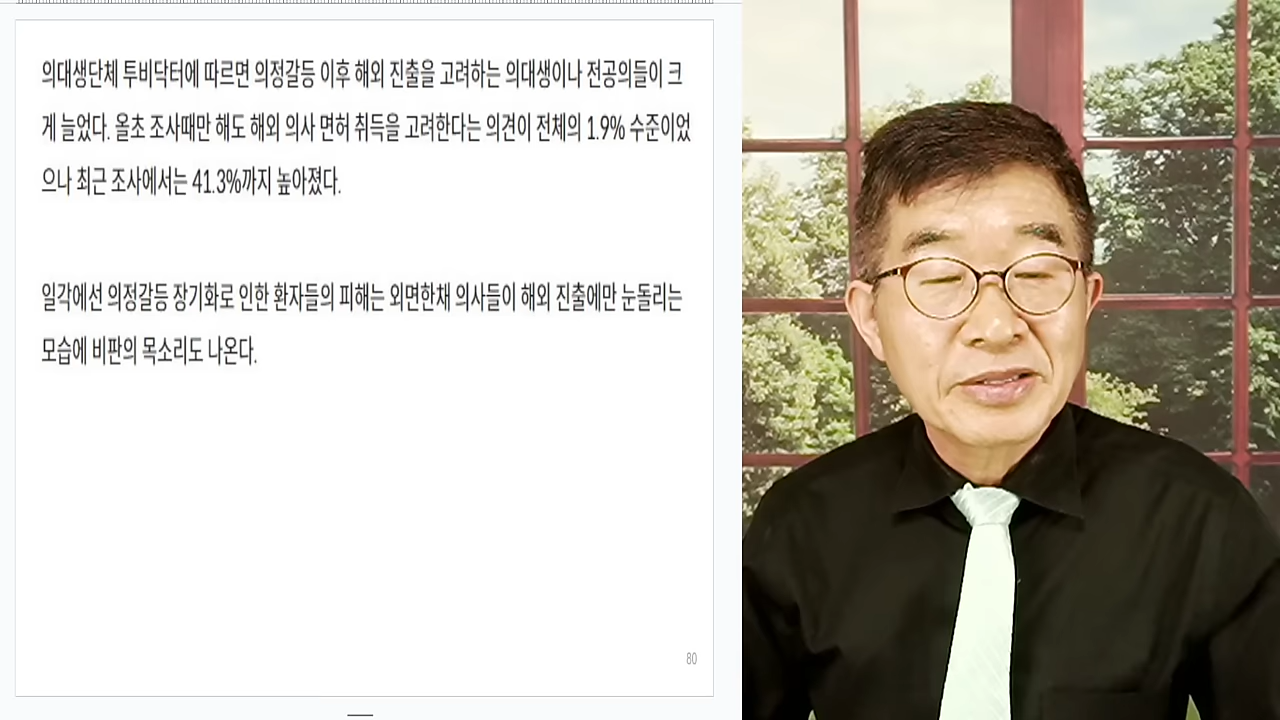 의대생단체 투비닥터에 따르면 의정갈등 이후 해외 진출을 고려하는 의대생이나 전공의들이 크
게 늘었다. 올초 조사때만 해도 해외 의사 면허 취득을 고려한다는 의견이 전체의 1.9% 수준이었
으나 최근 조사에서는 41.3%까지 높아졌다.
일각에선 의정갈등 장기화로 인한 환자들의 피해는 외면한채 의사들이 해외 진출에만 눈돌리는
모습에 비판의 목소리도 나온다.
80